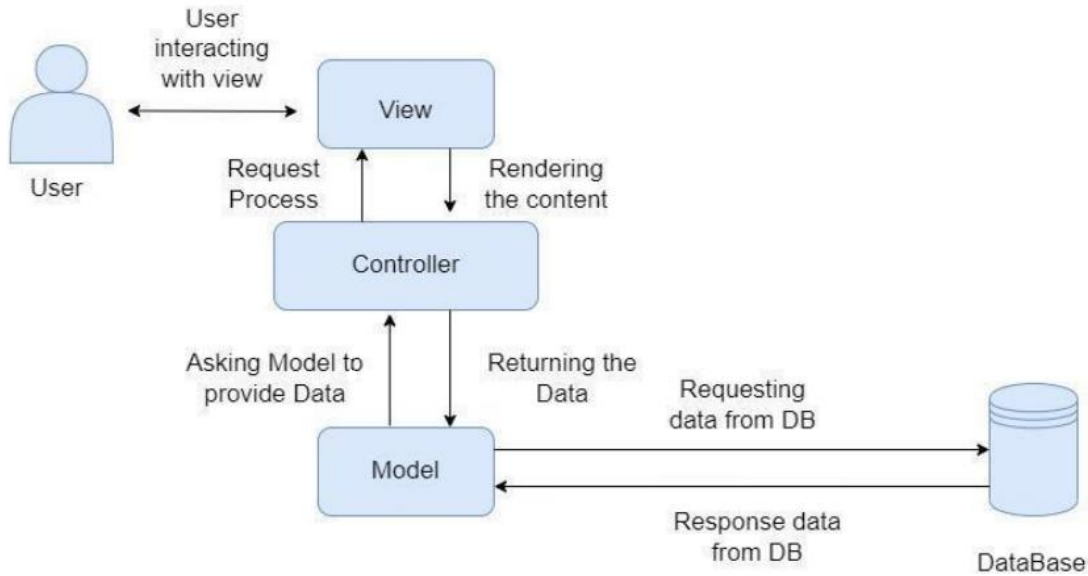 User
interacting
with view
View
User
Request
Process
Rendering
the content
Controller
Asking Model to
provide Data
Returning the
Data
Requesting
data from DB
Model
Response data
from DB
DataBase